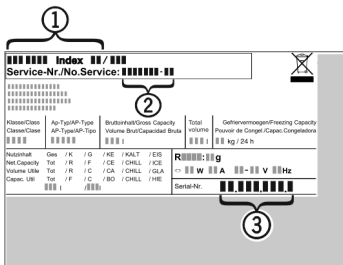 1
Index /
Service-Nr./No.Service: -
2
Klasse/Class
Classe/Clase
Ap-Typ/AP-Type
AP-Type/AP-Tipo
Bruttoinhalt/Gross Capacity
Volume Brut/Capacidad Bruta
l
Total
volume
l
Gefriervermoegen/Freezing Capacity
Pouvoir de Congel./Capac.Congeladora
kg / 24 h
Nutzinhalt Ges / K / G / KE / KALT / EIS
Net.Capacity Tot / R / F / CE / CHILL / ICE
Volume Utile Tot / F / C / CA / CHILL / GLA
Capac. Util Tot / F / C / BO / CHILL / HIE
l / l
R : g
W A - V Hz
Serial-Nr. . . .
3